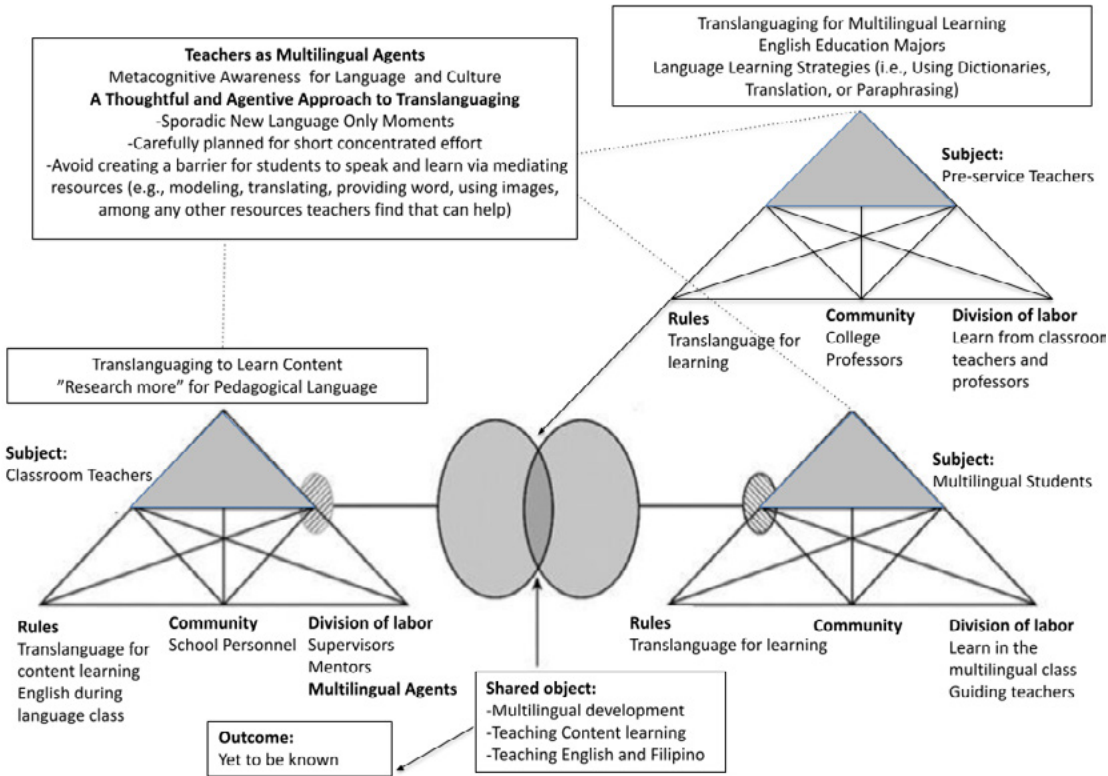 Teachers as Multilingual Agents
Metacognitive Awareness for Language and Culture
A Thoughtful and Agentive Approach to Translanguaging
-Sporadic New Language Only Moments
-Carefully planned for short concentrated effort
-Avoid creating a barrier for students to speak and learn via mediating
resources (e.g., modeling, translating, providing word, using images,
among any other resources teachers find that can help)
Translanguaging for Multilingual Learning
English Education Majors
Language Learning Strategies (i.e., Using Dictionaries,
Translation, or Paraphrasing)
Subject:
Pre-service Teachers
Rules
Translanguage for
learning
Community
College
Professors
Division of labor
Learn from classroom
teachers and
professors
Translanguaging to Learn Content
”Research more” for Pedagogical Language
Subject:
Classroom Teachers
Rules
Translanguage for
content learning
English during
language class
Community
School Personnel
Division of labor
Supervisors
Mentors
Multilingual Agents
Subject:
Multilingual Students
Rules
Translanguage for learning
Community
Division of labor
Learn in the
multilingual class
Guiding teachers
Shared object:
-Multilingual development
-Teaching Content learning
-Teaching English and Filipino
Outcome:
Yet to be known